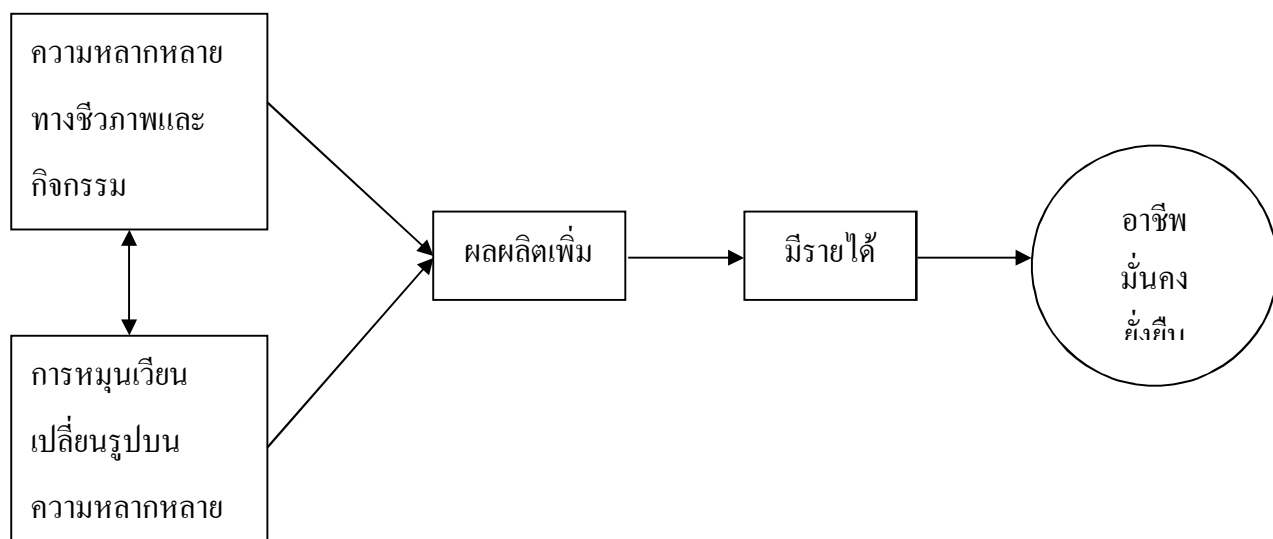 ความหลากหลาย
ทางชีวภาพและ
กิจกรรม
การหมุนเวียน
เปลี่ยนรูปบน
ความหลากหลาย
ผลผลิตเพิ่ม
มีรายได้
อาชีพ
มั่นคง
ยั่งยืน